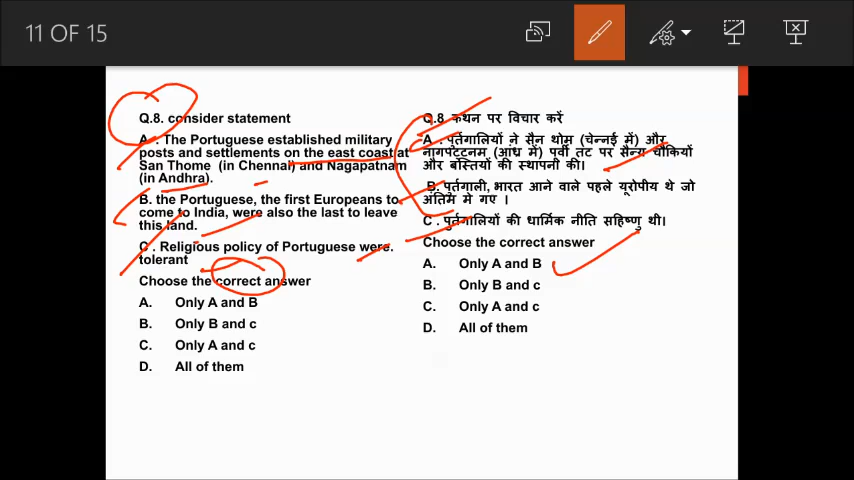 11 OF 15
Q.8. consider statement
A . The Portuguese established military
posts and settlements on the east coast at
San Thome (in Chennai) and Nagapatnam
(in Andhra).
B. the Portuguese, the first Europeans to
come to India, were also the last to leave
this land.
C . Religious policy of Portuguese were.
tolerant
Choose the correct answer
A. Only A and B
B. Only B and c
C. Only A and c
D. All of them
Q.8. कथन पर विचार करें
A . पुर्तगालियों ने सैन थोम (चेन्नई में) और
नागपट्टनम (आंध्र में) पूर्वी तट पर सैन्य चौकियों
और बस्तियों की स्थापना की।
B. पुर्तगाली, भारत आने वाले पहले यूरोपीय थे जो
अंतिम मे गए ।
C . पुर्तगालियों की धार्मिक नीति सहिष्णु थी।
Choose the correct answer
A. Only A and B
B. Only B and c
C. Only A and c
D. All of them